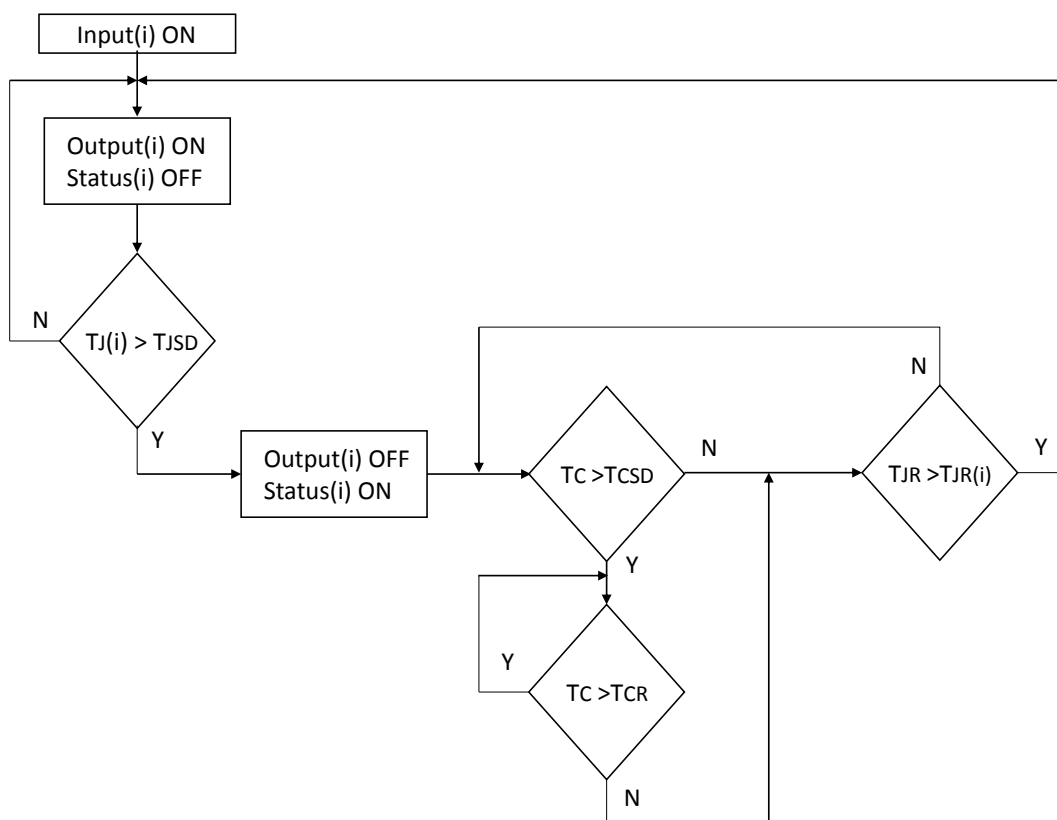 Input(i) ON
Output(i) ON
Status(i) OFF
N
TJ(i) > TJSD
Y
Output(i) OFF
Status(i) ON
TC >TCSD
N
Y
N
TJR >TJR(i)
Y
Y
TC >TCR
N